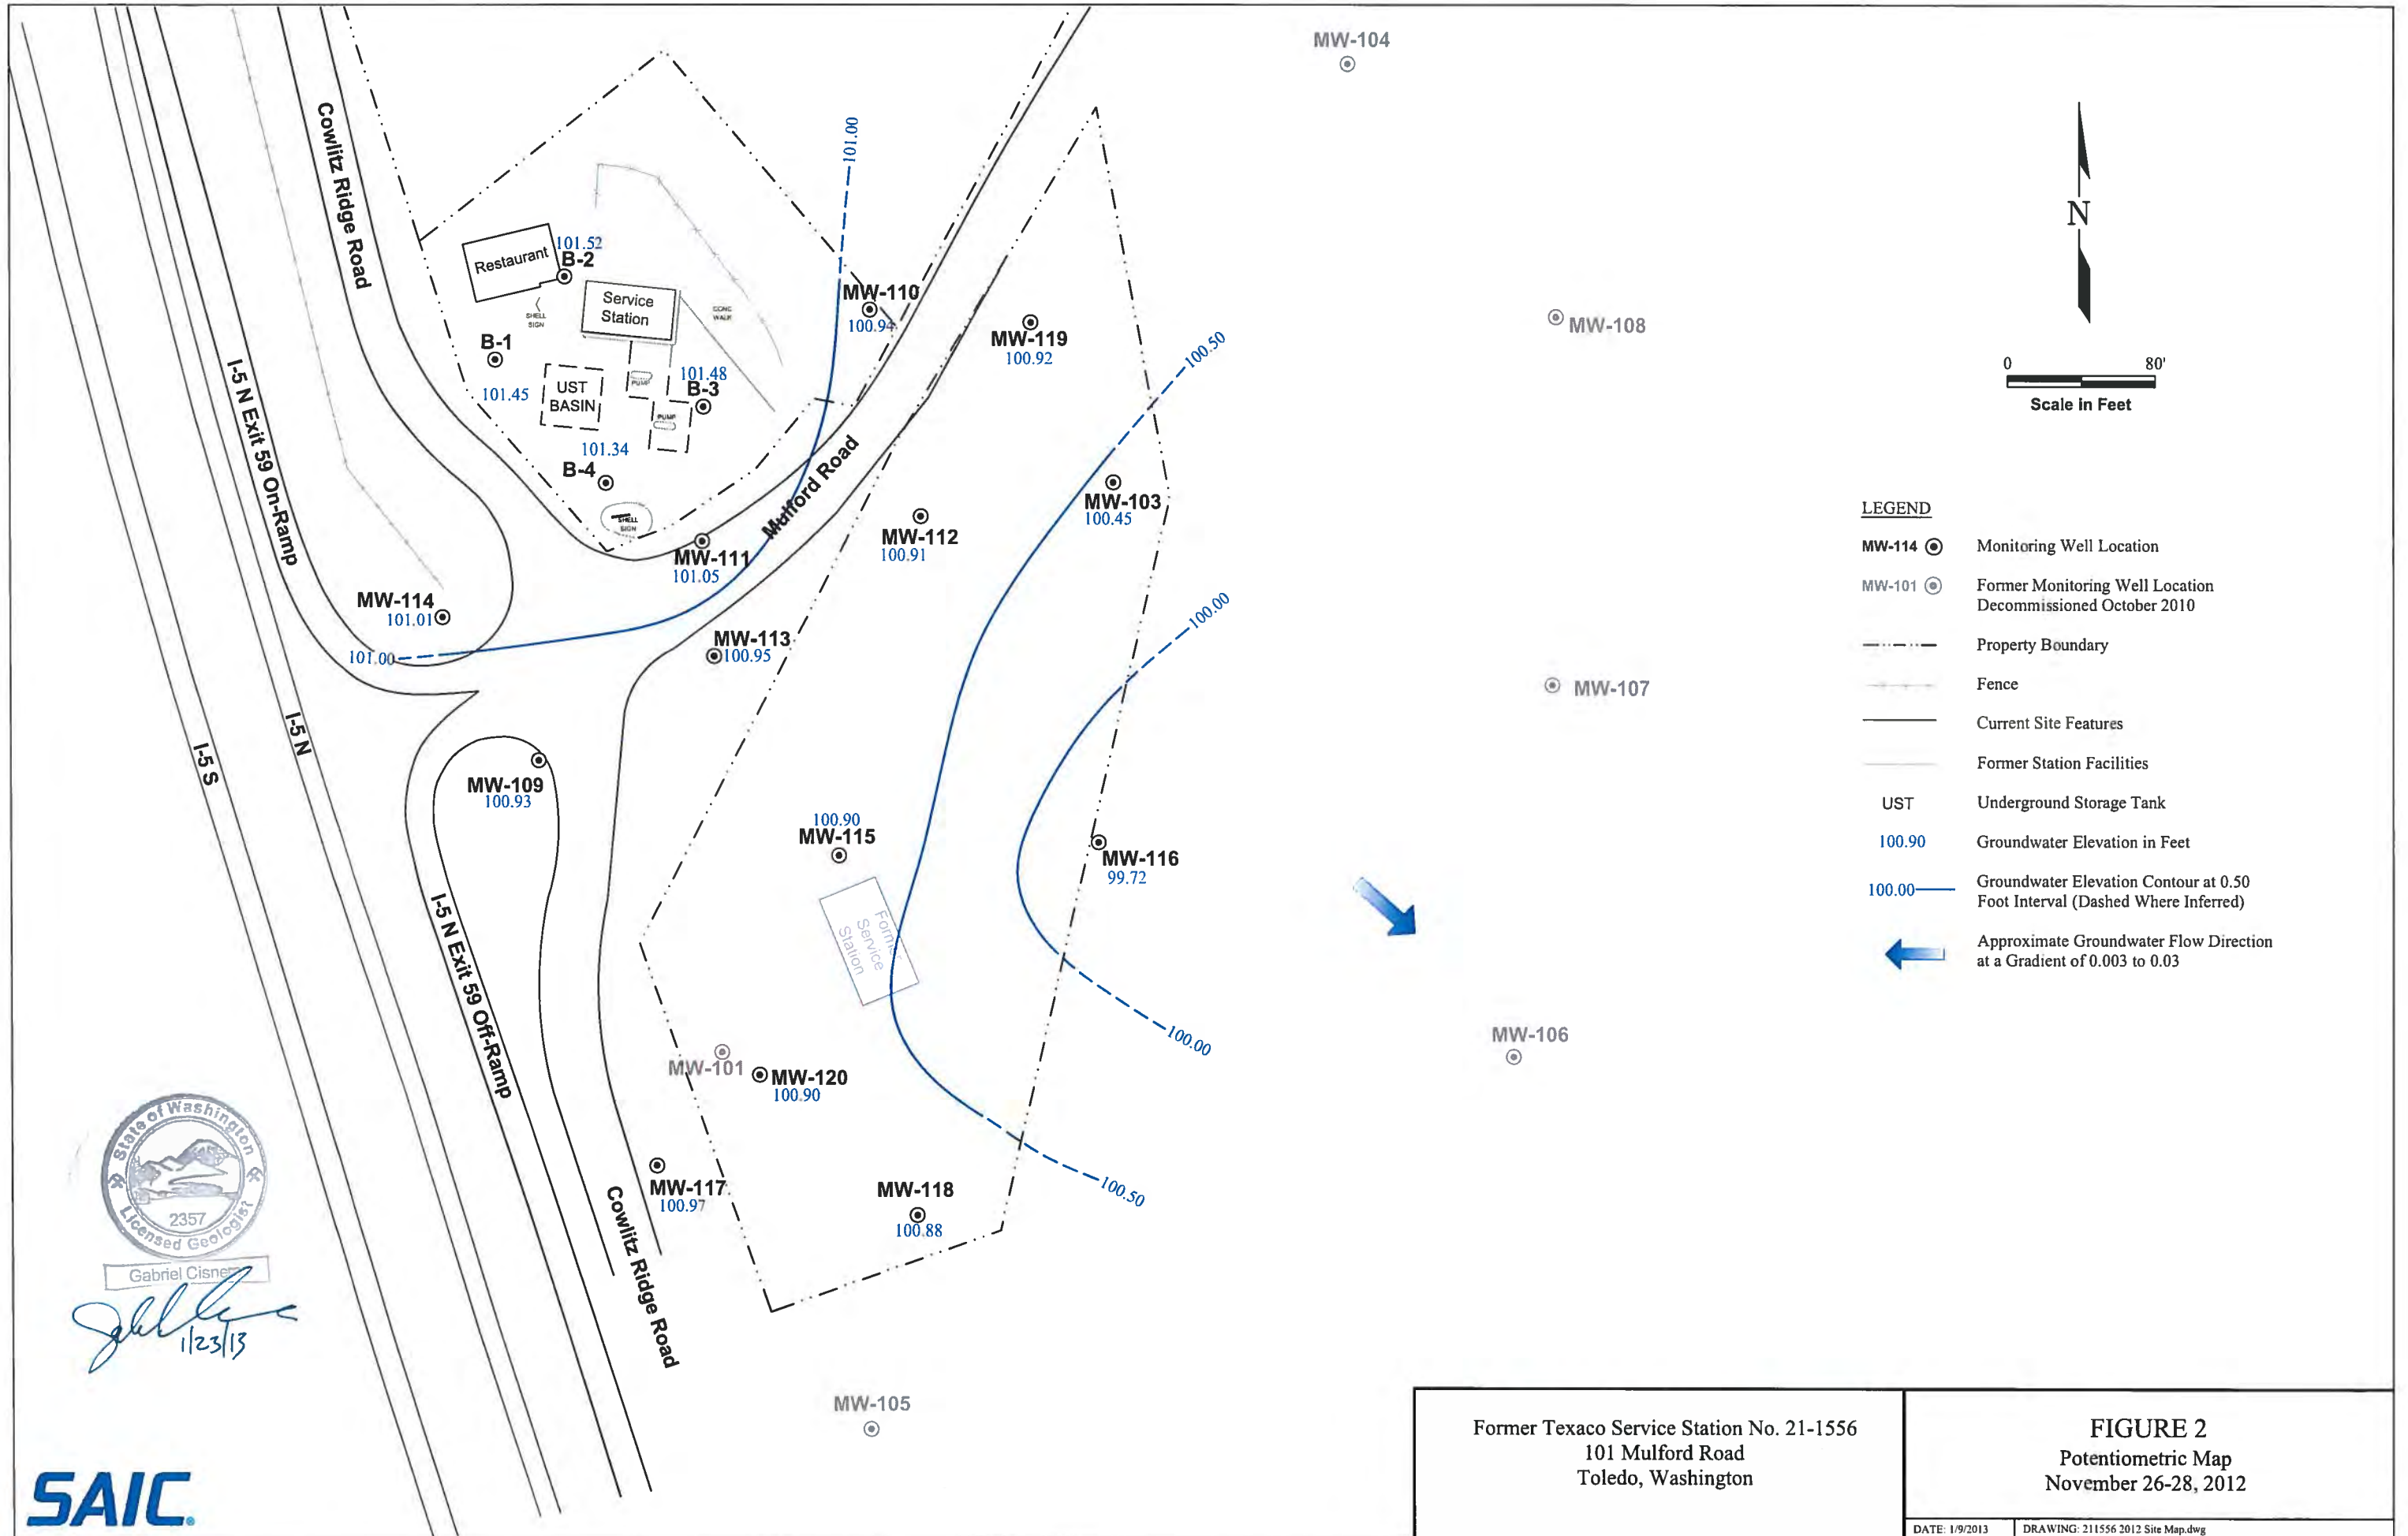 MW-104
101.00
Cowlitz Ridge Road
N
101.52
B-2
Restaurant
Service
Station
SHELL
SIGN
CONC
WALK
MW-110
100.94
MW-119
100.92
100.50
MW-108
0 80'
Scale in Feet
B-1
101.45
UST
BASIN
PUMP
101.48
B-3
PUMP
101.34
B-4
SHELL
SIGN
Mulford Road
I-5 N Exit 59 On-Ramp
MW-103
100.45
MW-112
100.91
MW-111
101.05
MW-114
101.01
101.00
MW-113
100.95
100.00
MW-107
LEGEND
MW-114 Monitoring Well Location
MW-101 Former Monitoring Well Location
Decommissioned October 2010
Property Boundary
Fence
Current Site Features
Former Station Facilities
UST Underground Storage Tank
100.90 Groundwater Elevation in Feet
100.00 Groundwater Elevation Contour at 0.50
Foot Interval (Dashed Where Inferred)
Approximate Groundwater Flow Direction
at a Gradient of 0.003 to 0.03
I-5 S
I-5 N
MW-109
100.93
100.90
MW-115
MW-116
99.72
Former
Service
Station
I-5 N Exit 59 Off-Ramp
100.00
MW-106
MW-101
MW-120
100.90
MW-117
100.97
MW-118
100.88
100.50
Cowlitz Ridge Road
State of Washington
2357
Licensed Geologist
Gabriel
1/23/13
MW-105
SAIC
Former Texaco Service Station No. 21-1556
101 Mulford Road
Toledo, Washington
FIGURE 2
Potentiometric Map
November 26-28, 2012
DATE: 1/9/2013
DRAWING: 211556 2012 Site Map.dwg